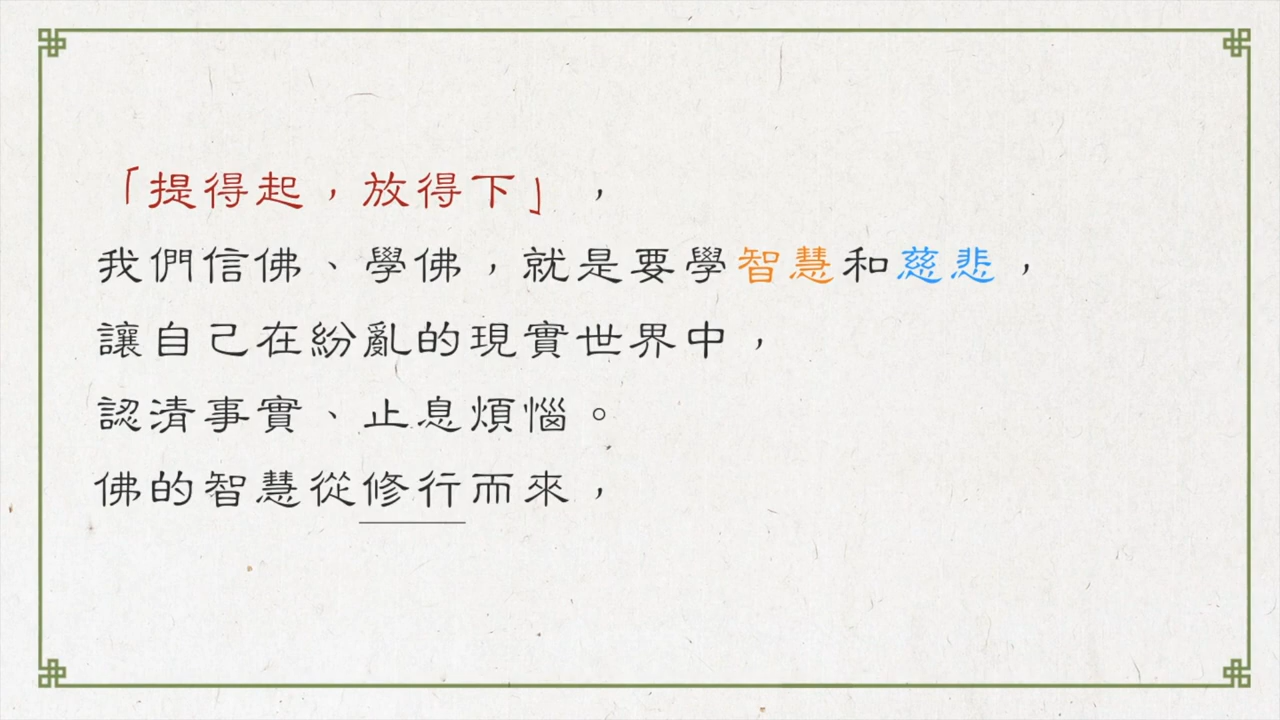 「提得起，放得下」，
我們信佛、學佛，就是要學智慧和慈悲，
讓自己在紛亂的現實世界中，
認清事實、止息煩惱。
佛的智慧從修行而來，